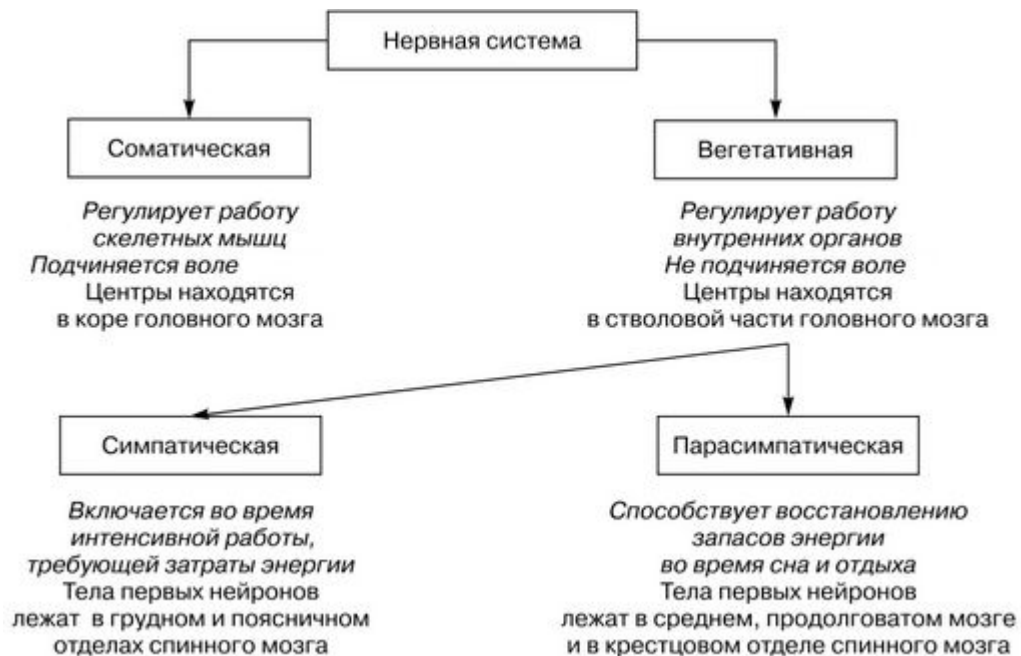 Нервная система
Соматическая
Вегетативная
Регулирует работу
скелетных мышц
Подчиняется воле
Центры находятся
в коре головного мозга
Регулирует работу
внутренних органов
Не подчиняется воле
Центры находятся
в стволовой части головного мозга
Симпатическая
Парасимпатическая
Включается во время
интенсивной работы,
требующей затраты энергии
Тела первых нейронов
лежат в грудном и поясничном
отделах спинного мозга
Способствует восстановлению
запасов энергии
во время сна и отдыха
Тела первых нейронов
лежат в среднем, продолговатом мозге
и в крестцовом отделе спинного мозга